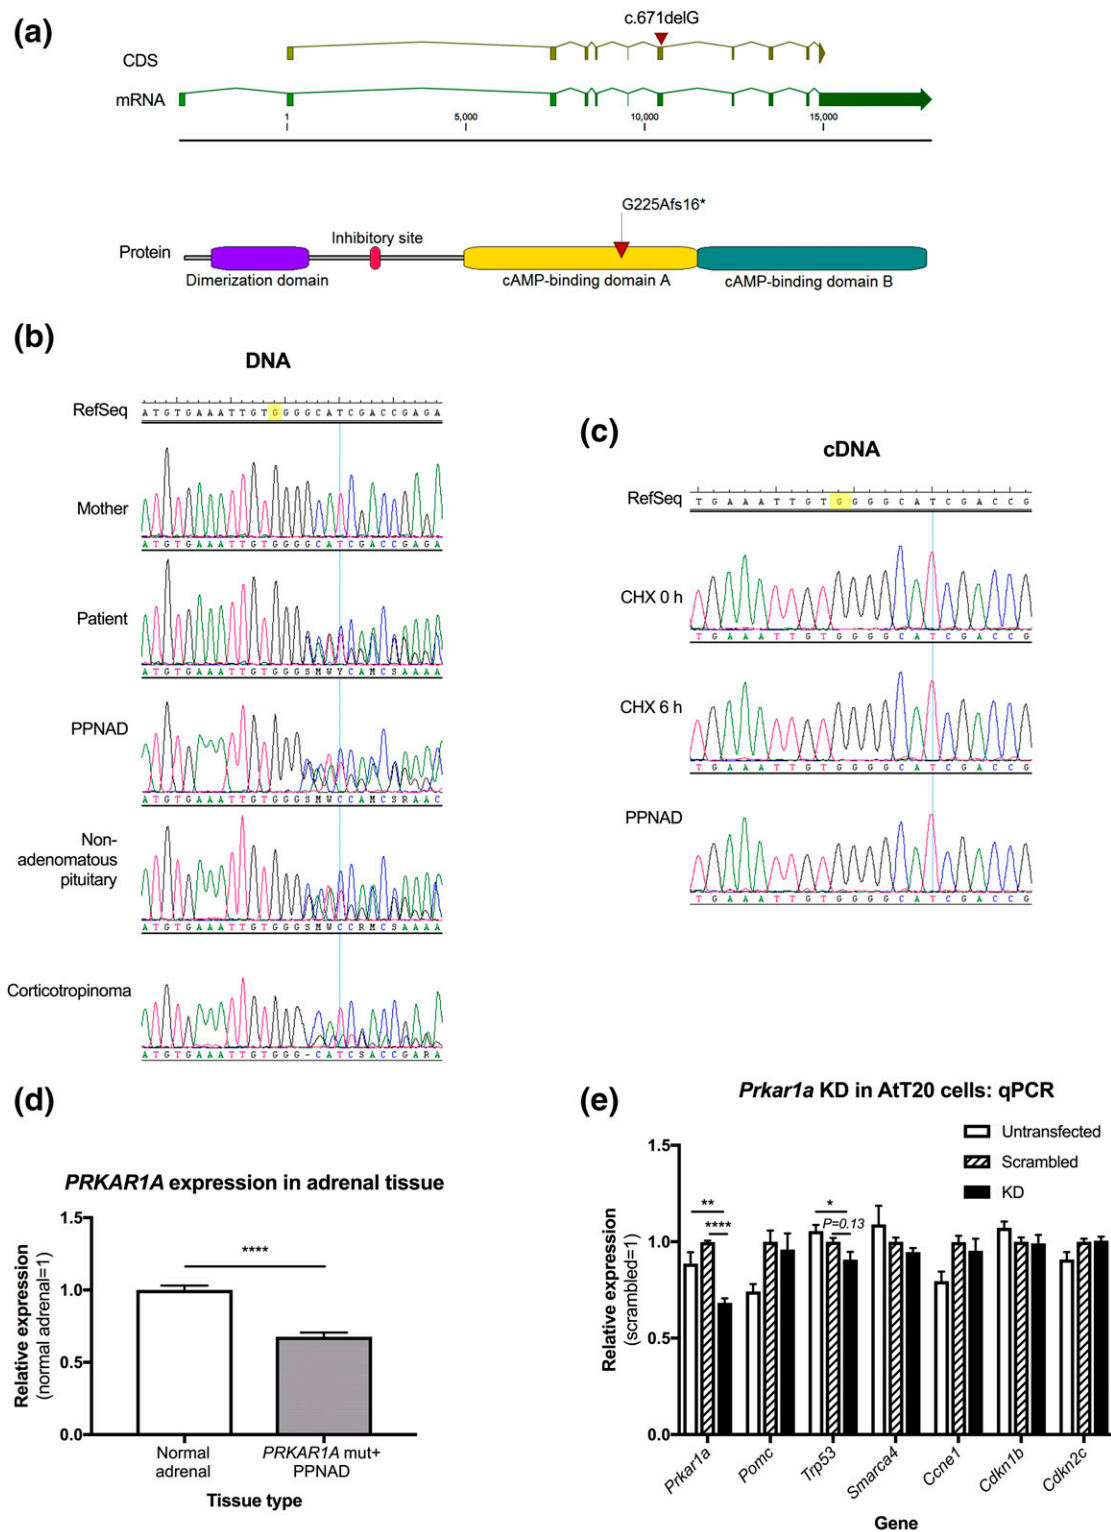 (a)
c.671delG
CDS
mRNA
1
5,000
10,000
15,000
G225Afs16*
Inhibitory site
Protein
Dimerization domain
cAMP-binding domain A
cAMP-binding domain B
(b)
DNA
RefSeq
ATGTGAAATTGTGGGGCATCGACCGAGA
Mother
ATGTGAAATTGTGGGGCATCGACCGAGA
Patient
ATGTGAAATTGTGGGSMWYCAMCSAAAA
PPNAD
ATGTGAAATTGTGGGSMWCCAMCSRAAC
Non-
adenomatous
pituitary
ATGTGAAATTGTGGGSMWCCRMCSAAAA
Corticotropinoma
ATGTGAAATTGTGGG-CATCSACCGARA
(c)
cDNA
RefSeq
TGAAATTGTGGGGCATCGACCG
CHX 0 h
TGAAATTGTGGGGCATCGACCG
CHX 6 h
TGAAATTGTGGGGCATCGACCG
PPNAD
TGAAATTGTGGGGCATCGACCG
(d)
PRKAR1A expression in adrenal tissue
Relative expression
(normal adrenal=1)
1.5
1.0
0.5
0.0
****
Normal
adrenal
PRKAR1A mut+
PPNAD
Tissue type
(e)
Prkar1a KD in AtT20 cells: qPCR
Untransfected
Scrambled
KD
Relative expression
(scrambled=1)
1.5
1.0
0.5
0.0
**
****
*
P=0.13
Prkar1a
Pomc
Trp53
Smarca4
Ccne1
Cdkn1b
Cdkn2c
Gene